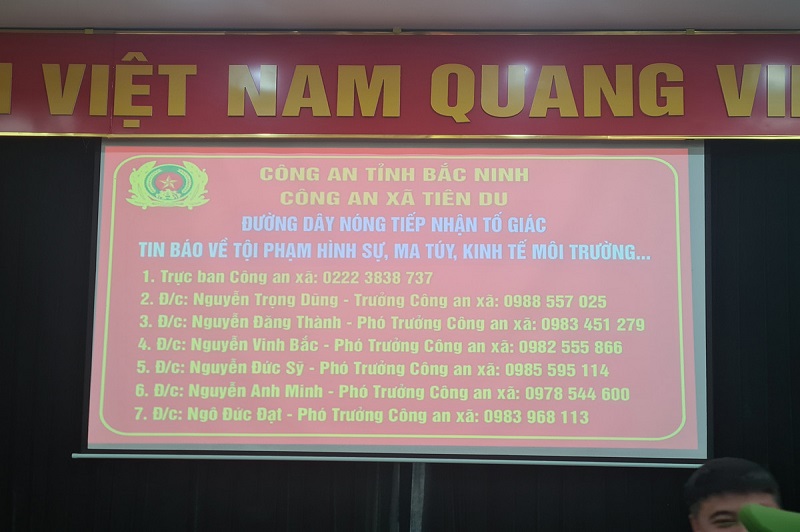 VIỆT NAM QUANG
CÔNG AN TỈNH BẮC NINH
CÔNG AN XÃ TIÊN DU
ĐƯỜNG DÂY NÓNG TIẾP NHẬN TỐ GIÁC
TIN BÁO VỀ TỘI PHẠM HÌNH SỰ, MA TÚY, KINH TẾ MÔI TRƯỜNG...
1. Trực ban Công an xã: 0222 3838 737
2. Đ/c: Nguyễn Trọng Dũng - Trưởng Công an xã: 0988 557 025
3. Đ/c: Nguyễn Đăng Thành - Phó Trưởng Công an xã: 0983 451 279
4. Đ/c: Nguyễn Vinh Bắc - Phó Trưởng Công an xã: 0982 555 866
5. Đ/c: Nguyễn Đức Sỹ - Phó Trưởng Công an xã: 0985 595 114
6. Đ/c: Nguyễn Anh Minh - Phó Trưởng Công an xã: 0978 544 600
7. Đ/c: Ngô Đức Đạt - Phó Trưởng Công an xã: 0983 968 113